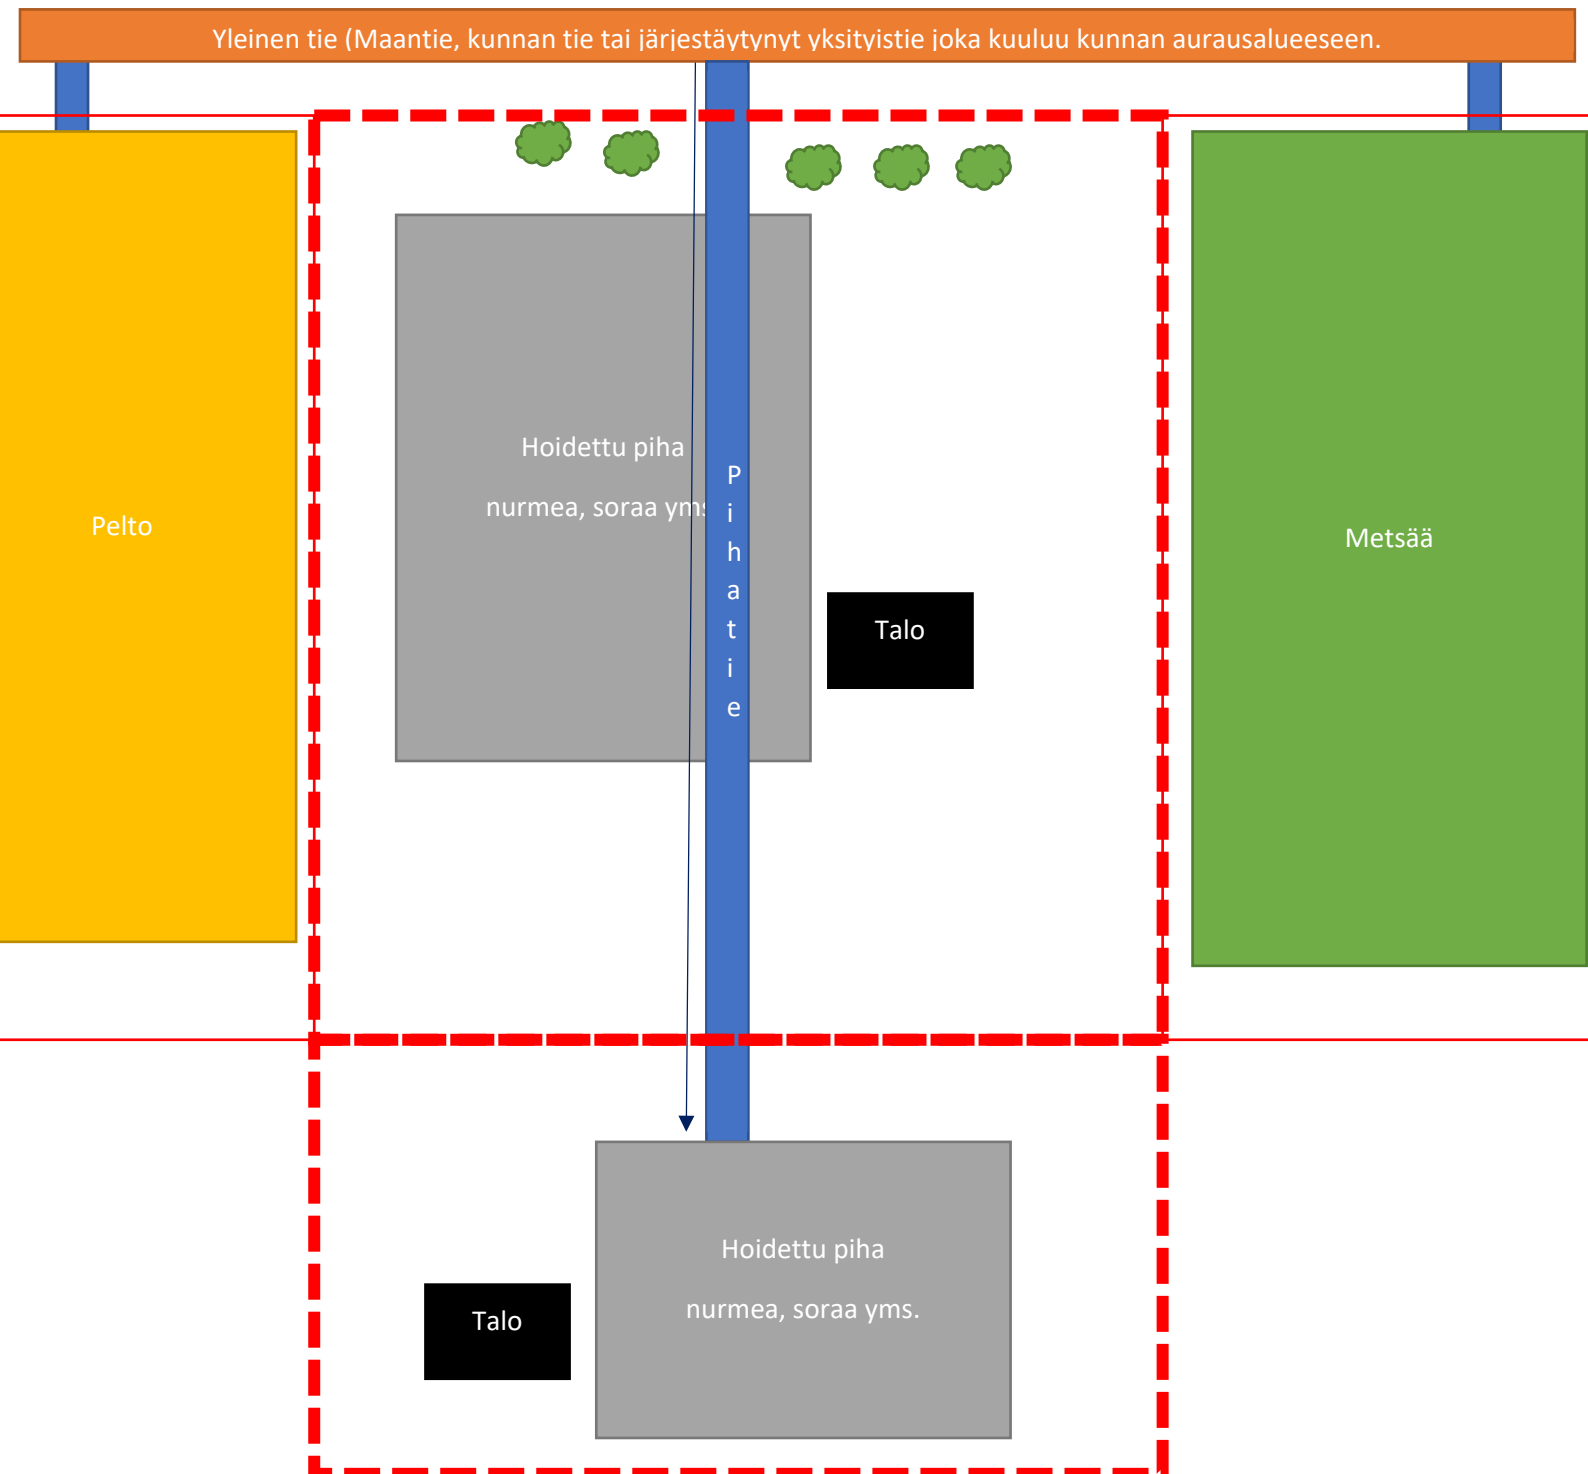 Yleinen tie (Maantie, kunnan tie tai järjestäytynyt yksityistie joka kuuluu kunnan aurausalueeseen.
Hoidettu piha
nurmea, soraa yms
Pihatie
Pelto
Metsää
Talo
Hoidettu piha
nurmea, soraa yms.
Talo